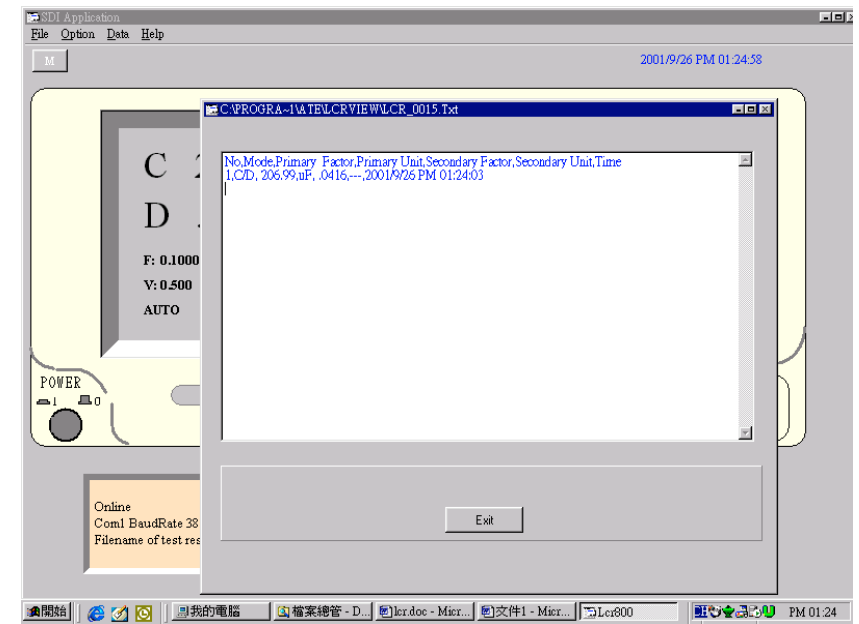 SDI Application
File Option Data Help
M
2001/9/26 PM 01:24:58
C:\PROGRA~1\ATE\LCRVIEW\LCR_0015.Txt
No,Mode,Primary Factor,Primary Unit,Secondary Factor,Secondary Unit,Time
1,C/D, 206.99,uF, .0416,---,2001/9/26 PM 01:24:03
C 2
D .
F: 0.1000
V: 0.500
AUTO
POWER
1 0
Online
Com1 BaudRate 38
Filename of test res
Exit
開始 我的電腦 檔案總管 - D... lcr.doc - Micr... 文件1 - Micr... Lcr800 PM 01:24